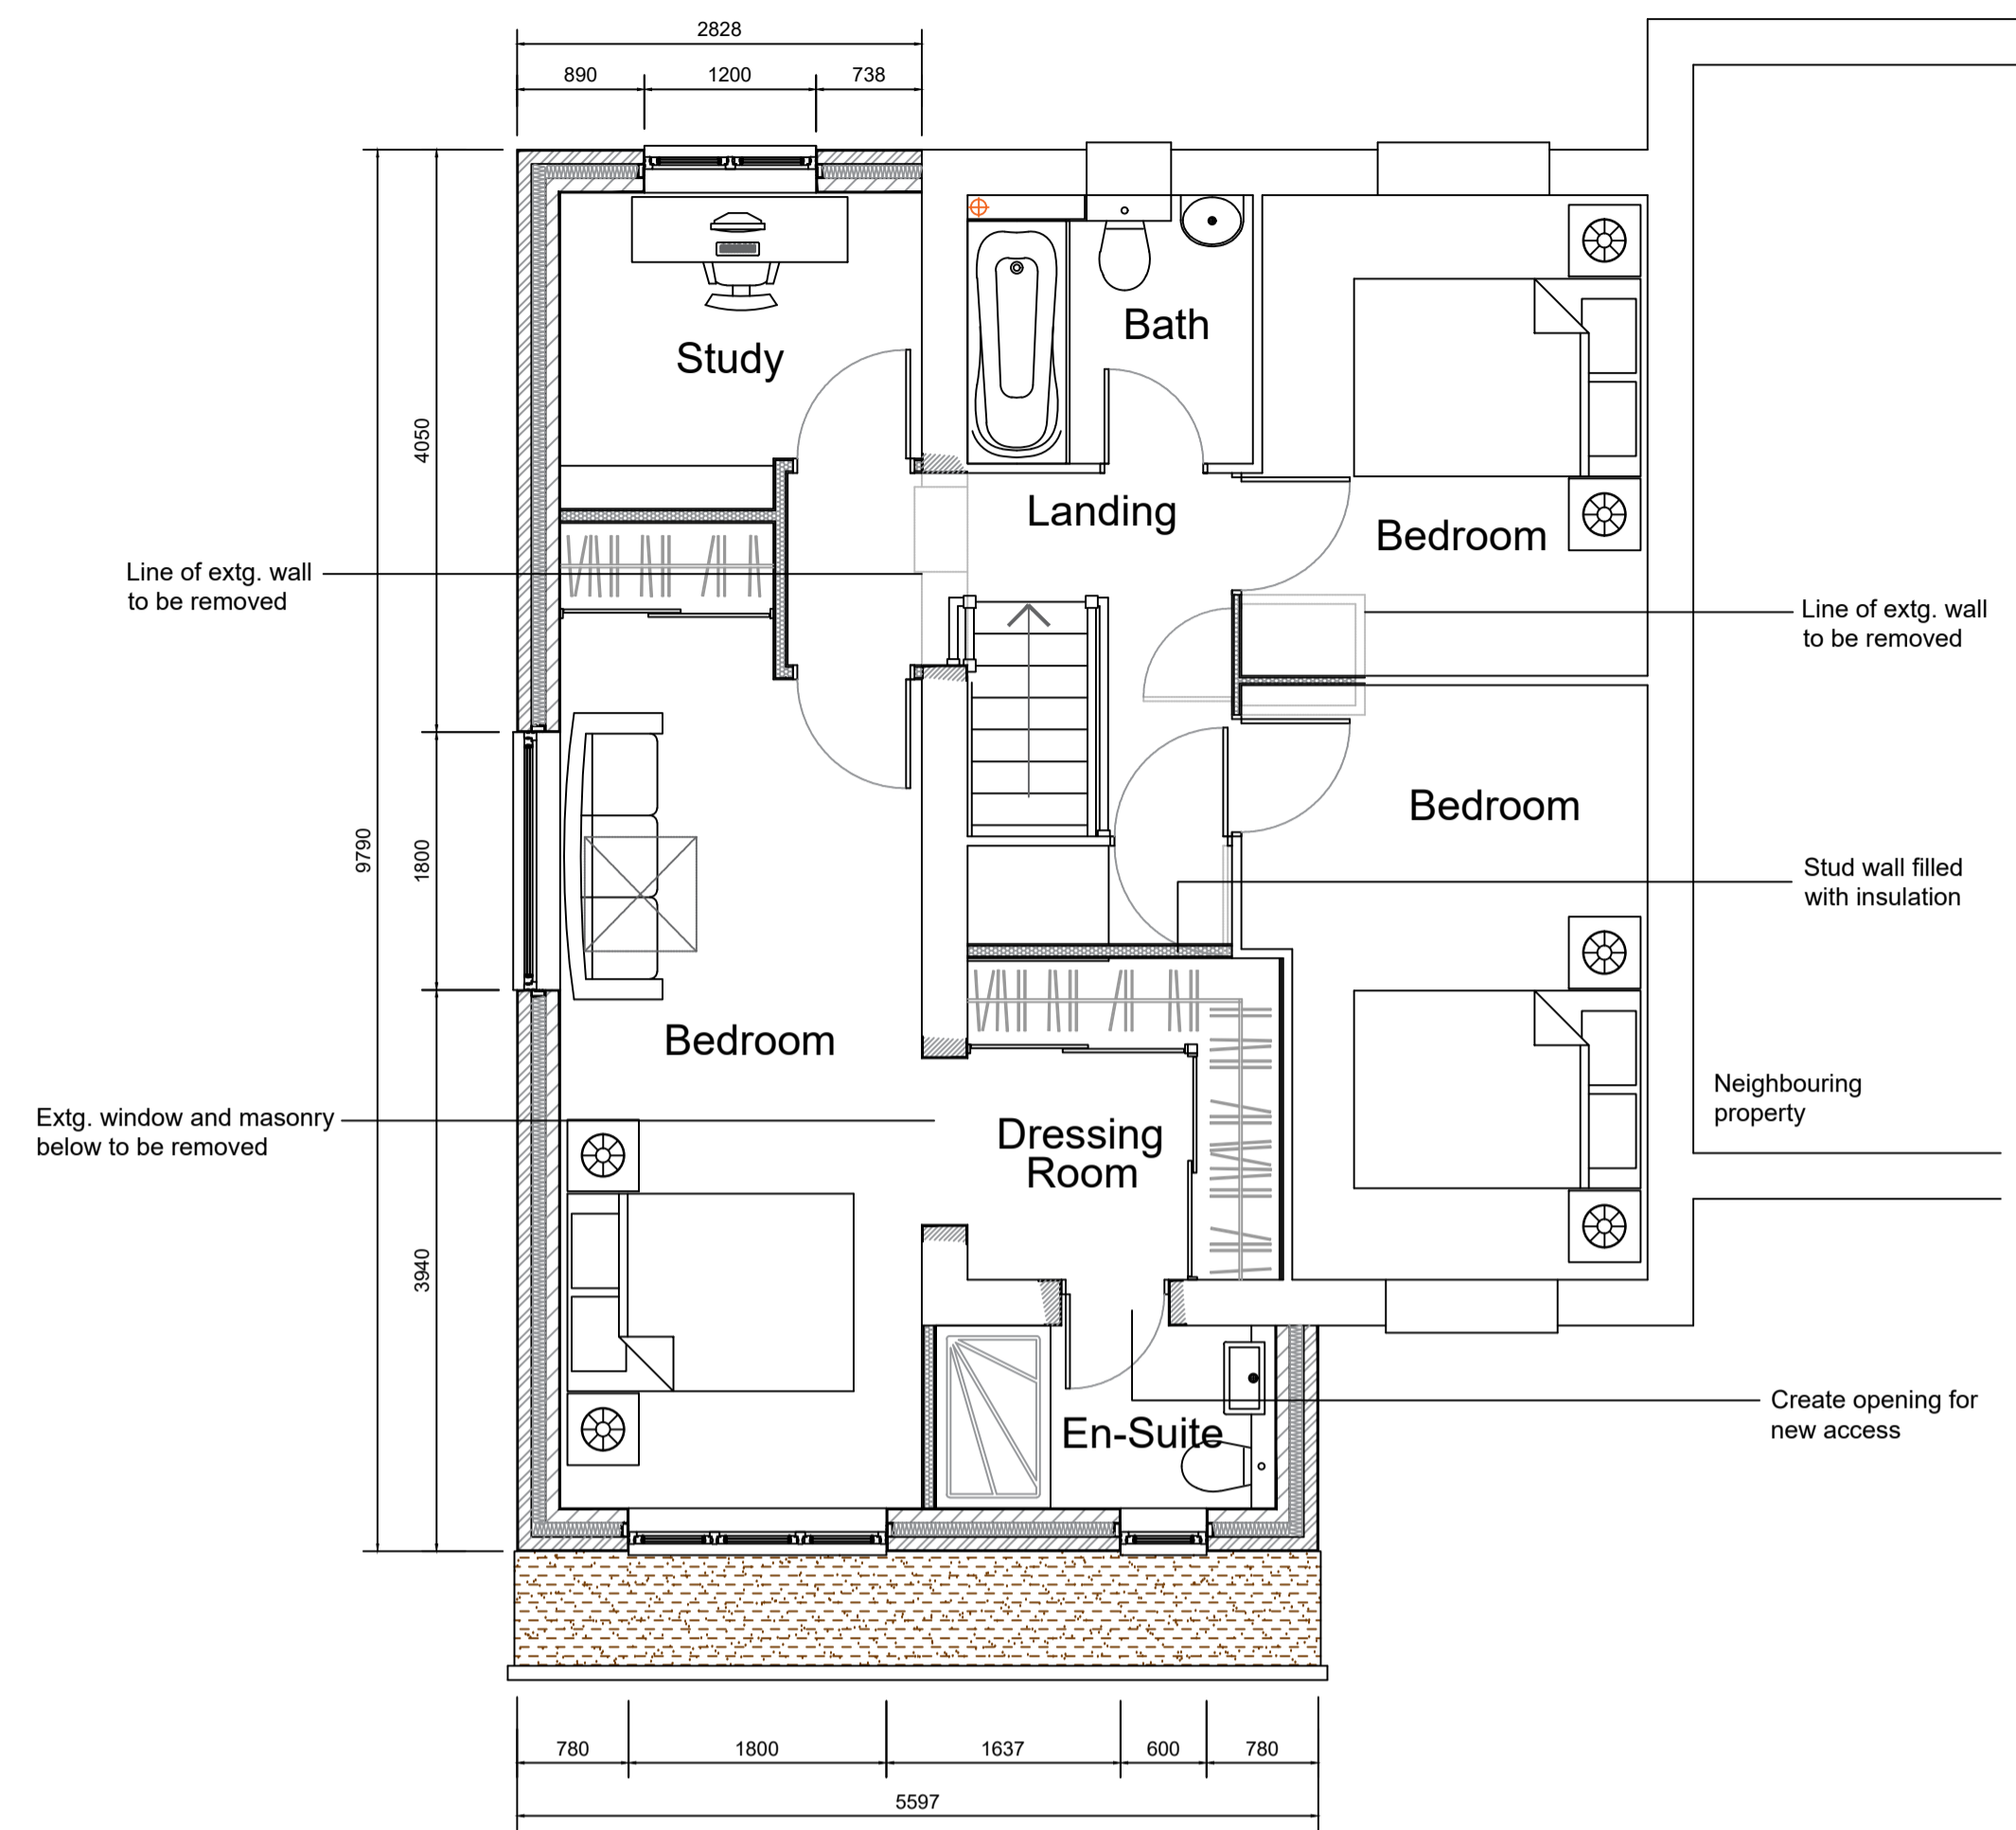 2828
890 1200 738
Study
Bath
Landing
Bedroom
4050
Line of extg. wall
to be removed
Line of extg. wall
to be removed
9790
1800
Bedroom
Stud wall filled
with insulation
Bedroom
Neighbouring
property
Extg. window and masonry
below to be removed
Dressing
Room
3940
En-Suite
Create opening for
new access
780 1800 1637 600 780
5597